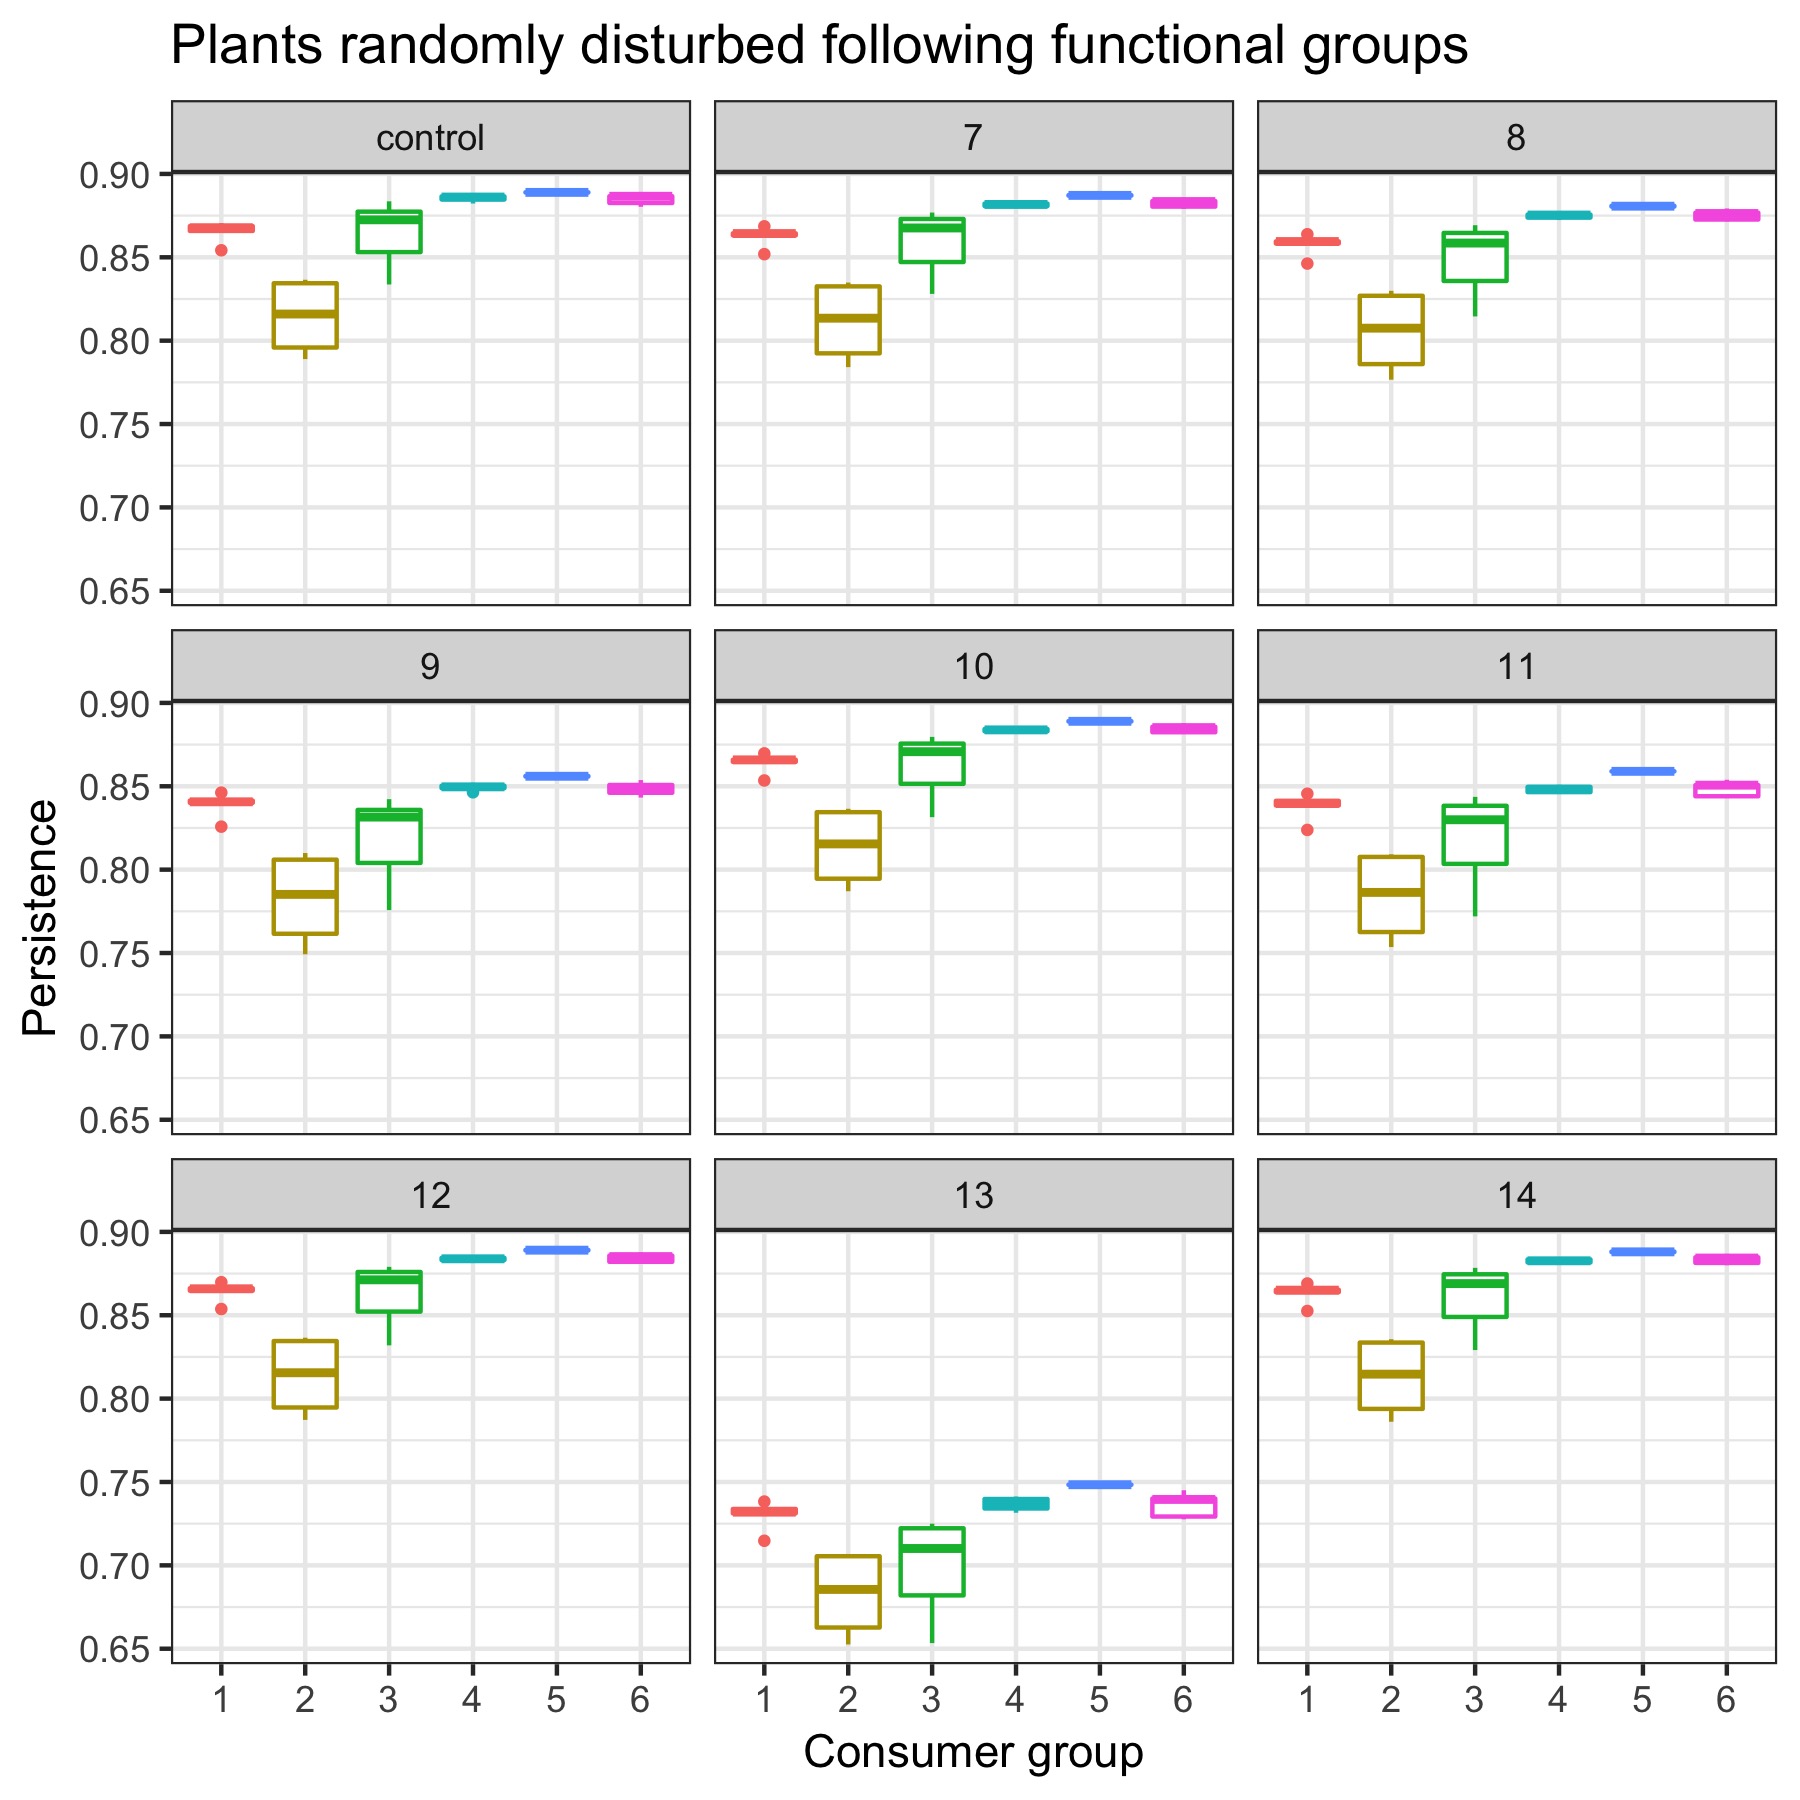 Plants randomly disturbed following functional groups
control 7 8
0.90
0.85
0.80
0.75
0.70
0.65
9 10 11
0.90
0.85
0.80
0.75
0.70
0.65
12 13 14
0.90
0.85
0.80
0.75
0.70
0.65
1 2 3 4 5 6 1 2 3 4 5 6 1 2 3 4 5 6
Consumer group
Persistence